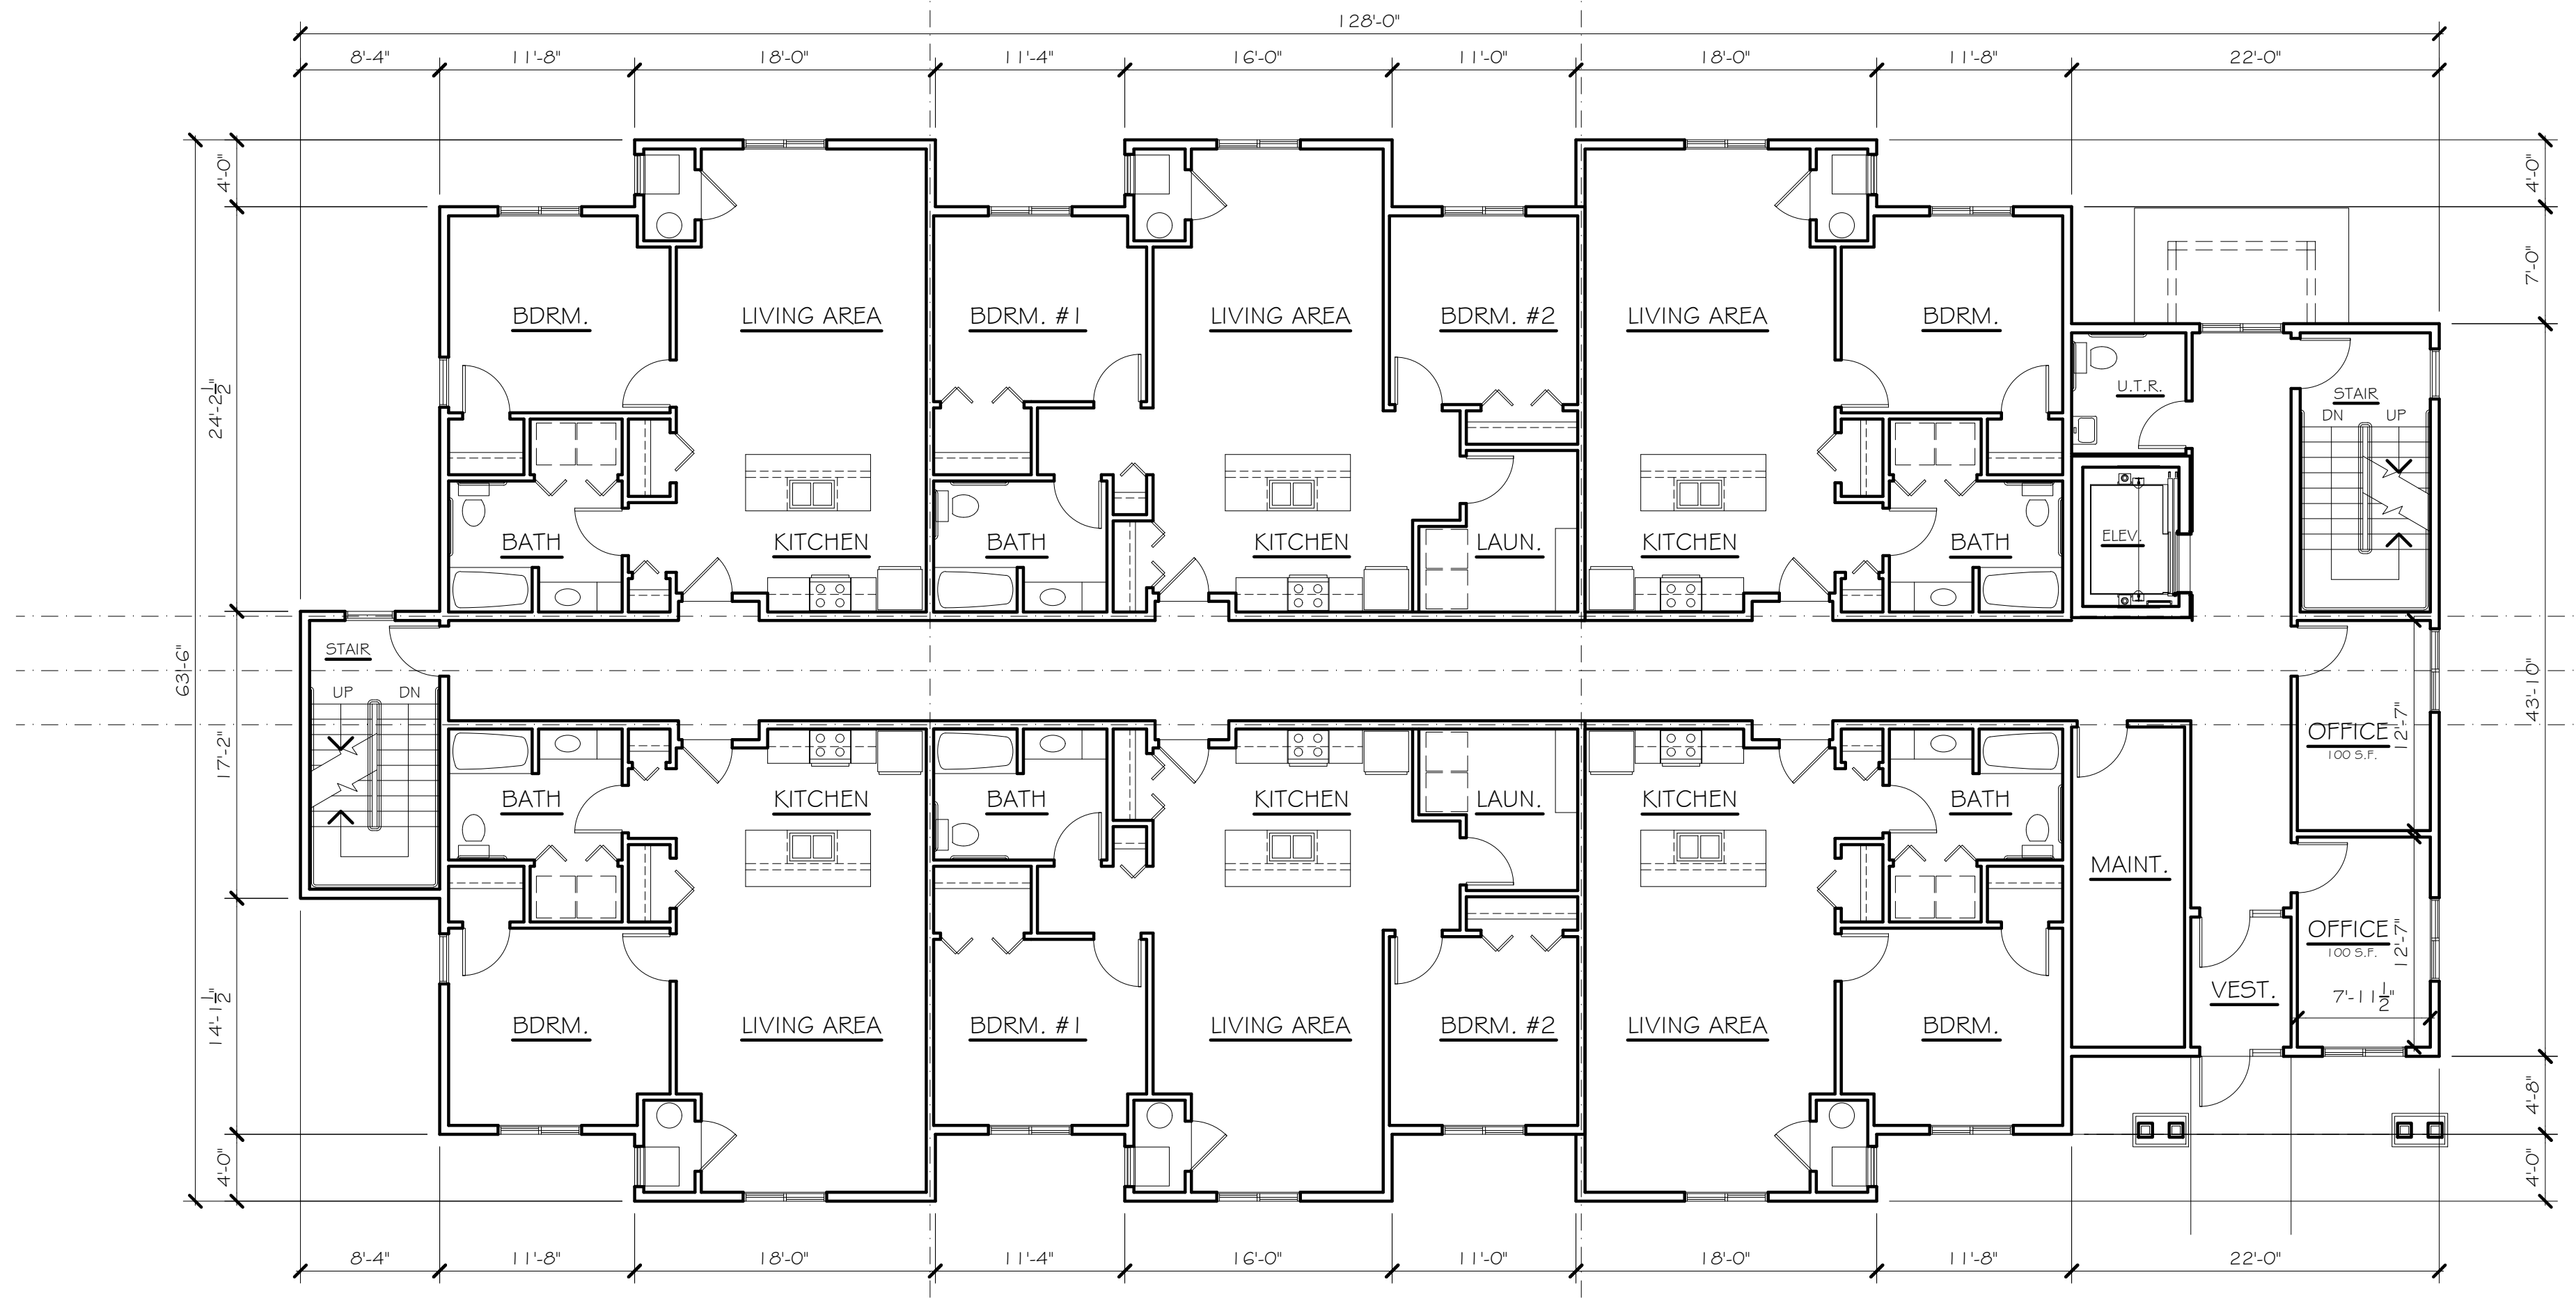 128'-0"
8'-4" 11'-8" 18'-0" 11'-4" 16'-0" 11'-0" 18'-0" 11'-8" 22'-0"
4'-0" 4'-0"
7'-0"
BDRM. LIVING AREA BDRM. #1 LIVING AREA BDRM. #2 LIVING AREA BDRM.
U.T.R. STAIR
24'-2 1/2" DN UP
BATH KITCHEN BATH KITCHEN LAUN. KITCHEN BATH ELEV.
STAIR
63'-6" 43'-10"
UP DN
17'-2" OFFICE 12'-7"
100 S.F.
BATH KITCHEN BATH KITCHEN LAUN. KITCHEN BATH
MAINT.
OFFICE 12'-7"
100 S.F.
14'-1 1/2" VEST. 7'-11 1/2"
BDRM. LIVING AREA BDRM. #1 LIVING AREA BDRM. #2 LIVING AREA BDRM.
4'-8"
4'-0" 4'-0"
8'-4" 11'-8" 18'-0" 11'-4" 16'-0" 11'-0" 18'-0" 11'-8" 22'-0"